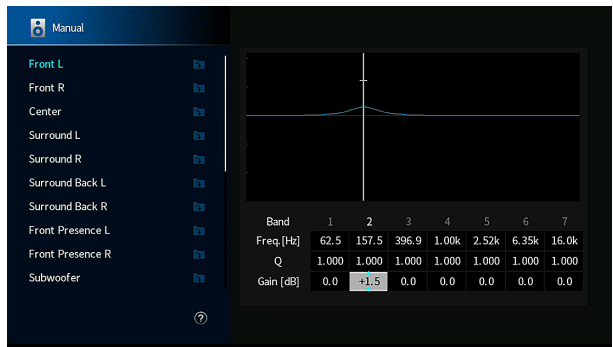 Manual
Front L
Front R
Center
Surround L
Surround R
Surround Back L
Surround Back R
Front Presence L
Front Presence R
Subwoofer
?
Band 1 2 3 4 5 6 7
Freq.[Hz] 62.5 157.5 396.9 1.00k 2.52k 6.35k 16.0k
Q 1.000 1.000 1.000 1.000 1.000 1.000 1.000
Gain [dB] 0.0 +1.5 0.0 0.0 0.0 0.0 0.0